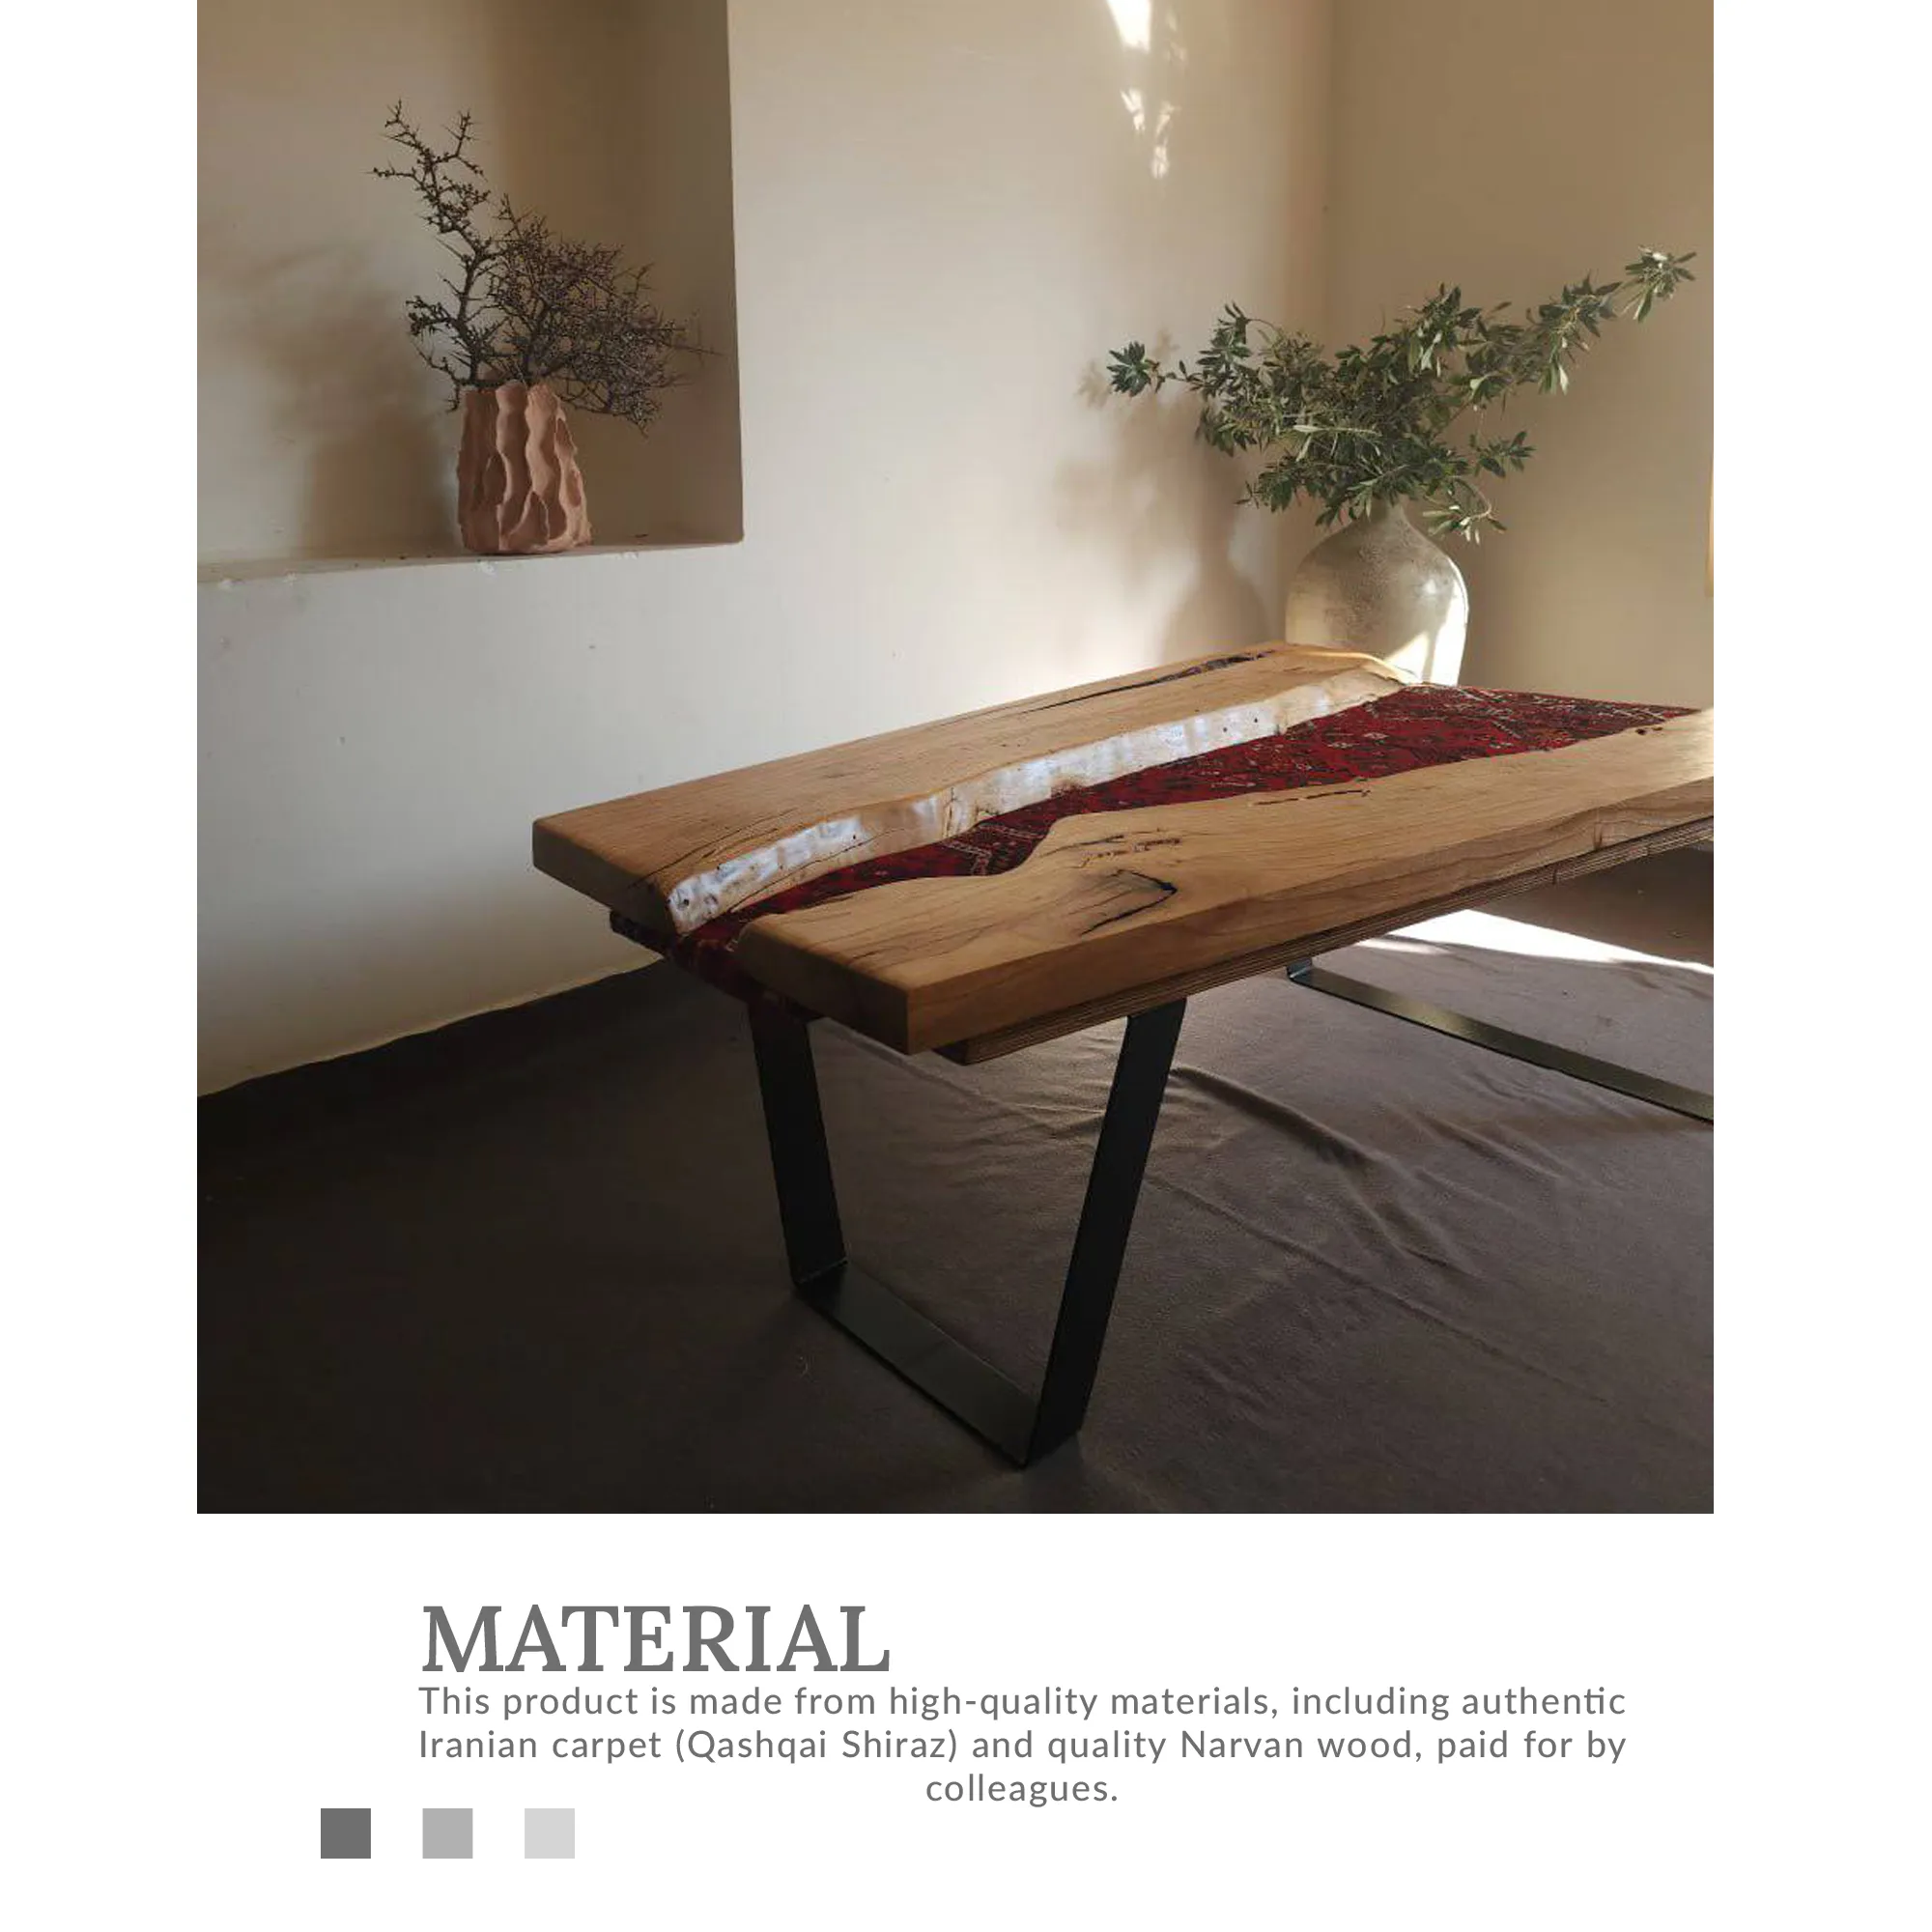 MATERIAL
This product is made from high-quality materials, including authentic
Iranian carpet (Qashqai Shiraz) and quality Narvan wood, paid for by
colleagues.